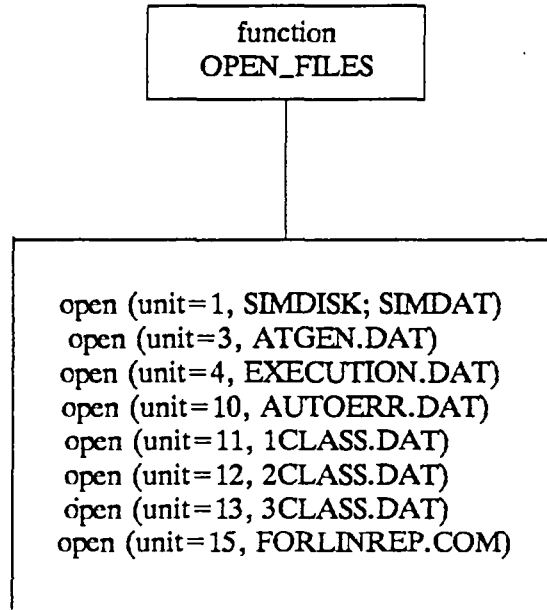 function
OPEN_FILES
open (unit=1, SIMDISK; SIMDAT)
open (unit=3, ATGEN.DAT)
open (unit=4, EXECUTION.DAT)
open (unit=10, AUTOERR.DAT)
open (unit=11, 1CLASS.DAT)
open (unit=12, 2CLASS.DAT)
open (unit=13, 3CLASS.DAT)
open (unit=15, FORLINREP.COM)